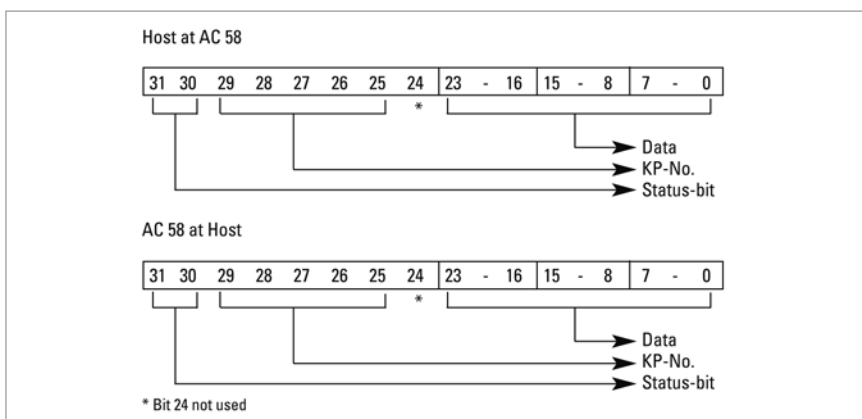 Host at AC 58
31 30 29 28 27 26 25 24 23 - 16 15 - 8 7 - 0
*
Data
KP-No.
Status-bit
AC 58 at Host
31 30 29 28 27 26 25 24 23 - 16 15 - 8 7 - 0
*
Data
KP-No.
Status-bit
* Bit 24 not used